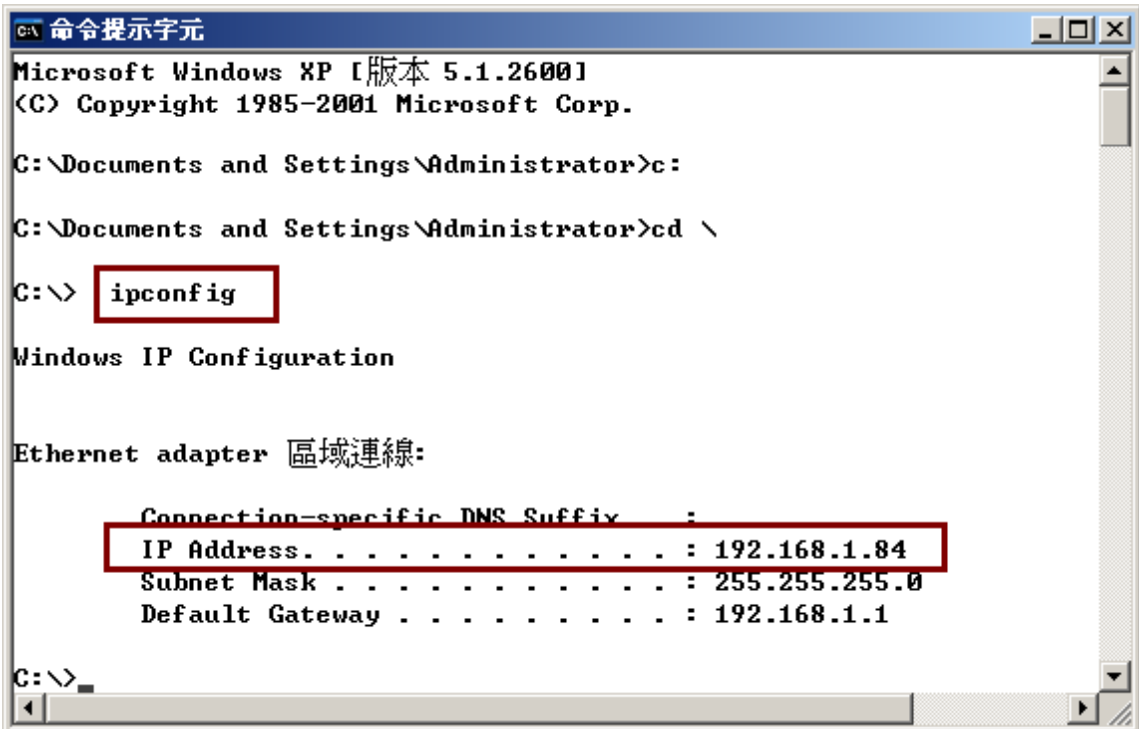 命令提示字元
Microsoft Windows XP [版本 5.1.2600]
(C) Copyright 1985-2001 Microsoft Corp.
C:\Documents and Settings\Administrator>c:
C:\Documents and Settings\Administrator>cd \
C:\> ipconfig
Windows IP Configuration
Ethernet adapter 區域連線:
Connection-specific DNS Suffix  :
IP Address. . . . . . . . . . . . : 192.168.1.84
Subnet Mask . . . . . . . . . . . : 255.255.255.0
Default Gateway . . . . . . . . . : 192.168.1.1
C:\>_